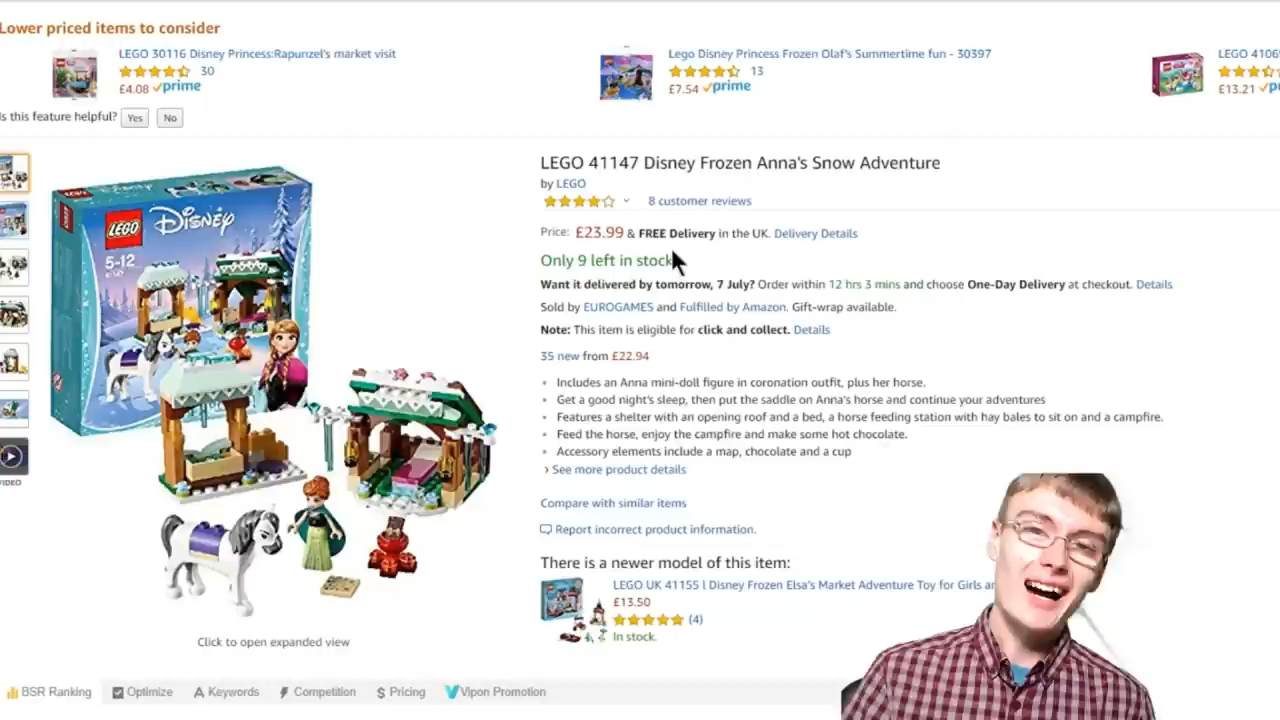 Lower priced items to consider
LEGO 30116 Disney Princess:Rapunzel's market visit
30
£4.08 prime
Lego Disney Princess Frozen Olaf's Summertime fun - 30397
13
£7.54 prime
LEGO 4106
£13.21
Is this feature helpful? Yes No
LEGO 41147 Disney Frozen Anna's Snow Adventure
by LEGO
8 customer reviews
Price: £23.99 & FREE Delivery in the UK. Delivery Details
Only 9 left in stock
Want it delivered by tomorrow, 7 July? Order within 12 hrs 3 mins and choose One-Day Delivery at checkout. Details
Sold by EUROGAMES and Fulfilled by Amazon. Gift-wrap available.
Note: This item is eligible for click and collect. Details
35 new from £22.94
Includes an Anna mini-doll figure in coronation outfit, plus her horse.
Get a good night's sleep, then put the saddle on Anna's horse and continue your adventures
Features a shelter with an opening roof and a bed, a horse feeding station with hay bales to sit on and a campfire.
Feed the horse, enjoy the campfire and make some hot chocolate.
Accessory elements include a map, chocolate and a cup
› See more product details
Compare with similar items
Report incorrect product information.
There is a newer model of this item:
LEGO UK 41155 l Disney Frozen Elsa's Market Adventure Toy for Girls
£13.50
(4)
In stock.
LEGO Disney
5-12
VIDEO
Click to open expanded view
BSR Ranking Optimize Keywords Competition Pricing Vipon Promotion